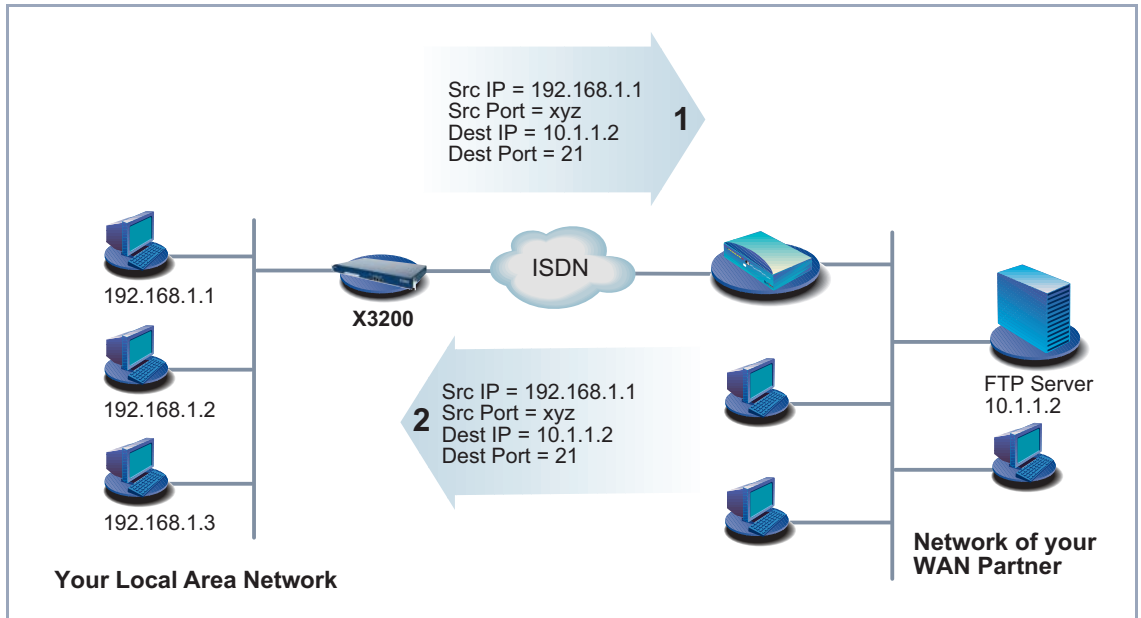 Src IP = 192.168.1.1
Src Port = xyz
Dest IP = 10.1.1.2
Dest Port = 21
1
192.168.1.1
X3200
ISDN
192.168.1.2
192.168.1.3
2
Src IP = 192.168.1.1
Src Port = xyz
Dest IP = 10.1.1.2
Dest Port = 21
FTP Server
10.1.1.2
Your Local Area Network
Network of your
WAN Partner